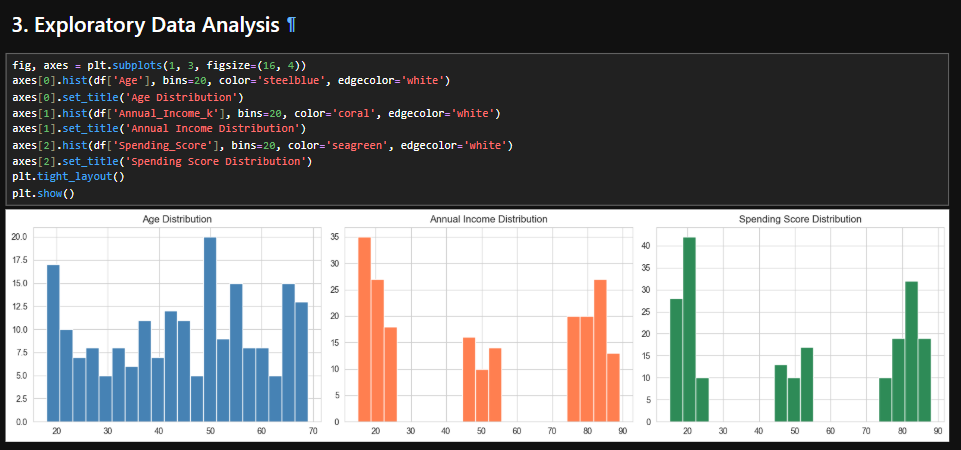 3. Exploratory Data Analysis ¶
fig, axes = plt.subplots(1, 3, figsize=(16, 4))
axes[0].hist(df['Age'], bins=20, color='steelblue', edgecolor='white')
axes[0].set_title('Age Distribution')
axes[1].hist(df['Annual_Income_k'], bins=20, color='coral', edgecolor='white')
axes[1].set_title('Annual Income Distribution')
axes[2].hist(df['Spending_Score'], bins=20, color='seagreen', edgecolor='white')
axes[2].set_title('Spending Score Distribution')
plt.tight_layout()
plt.show()
Age Distribution
20.0
17.5
15.0
12.5
10.0
7.5
5.0
2.5
0.0
20 30 40 50 60 70
Annual Income Distribution
35
30
25
20
15
10
5
0
20 30 40 50 60 70 80 90
Spending Score Distribution
40
35
30
25
20
15
10
5
0
20 30 40 50 60 70 80 90